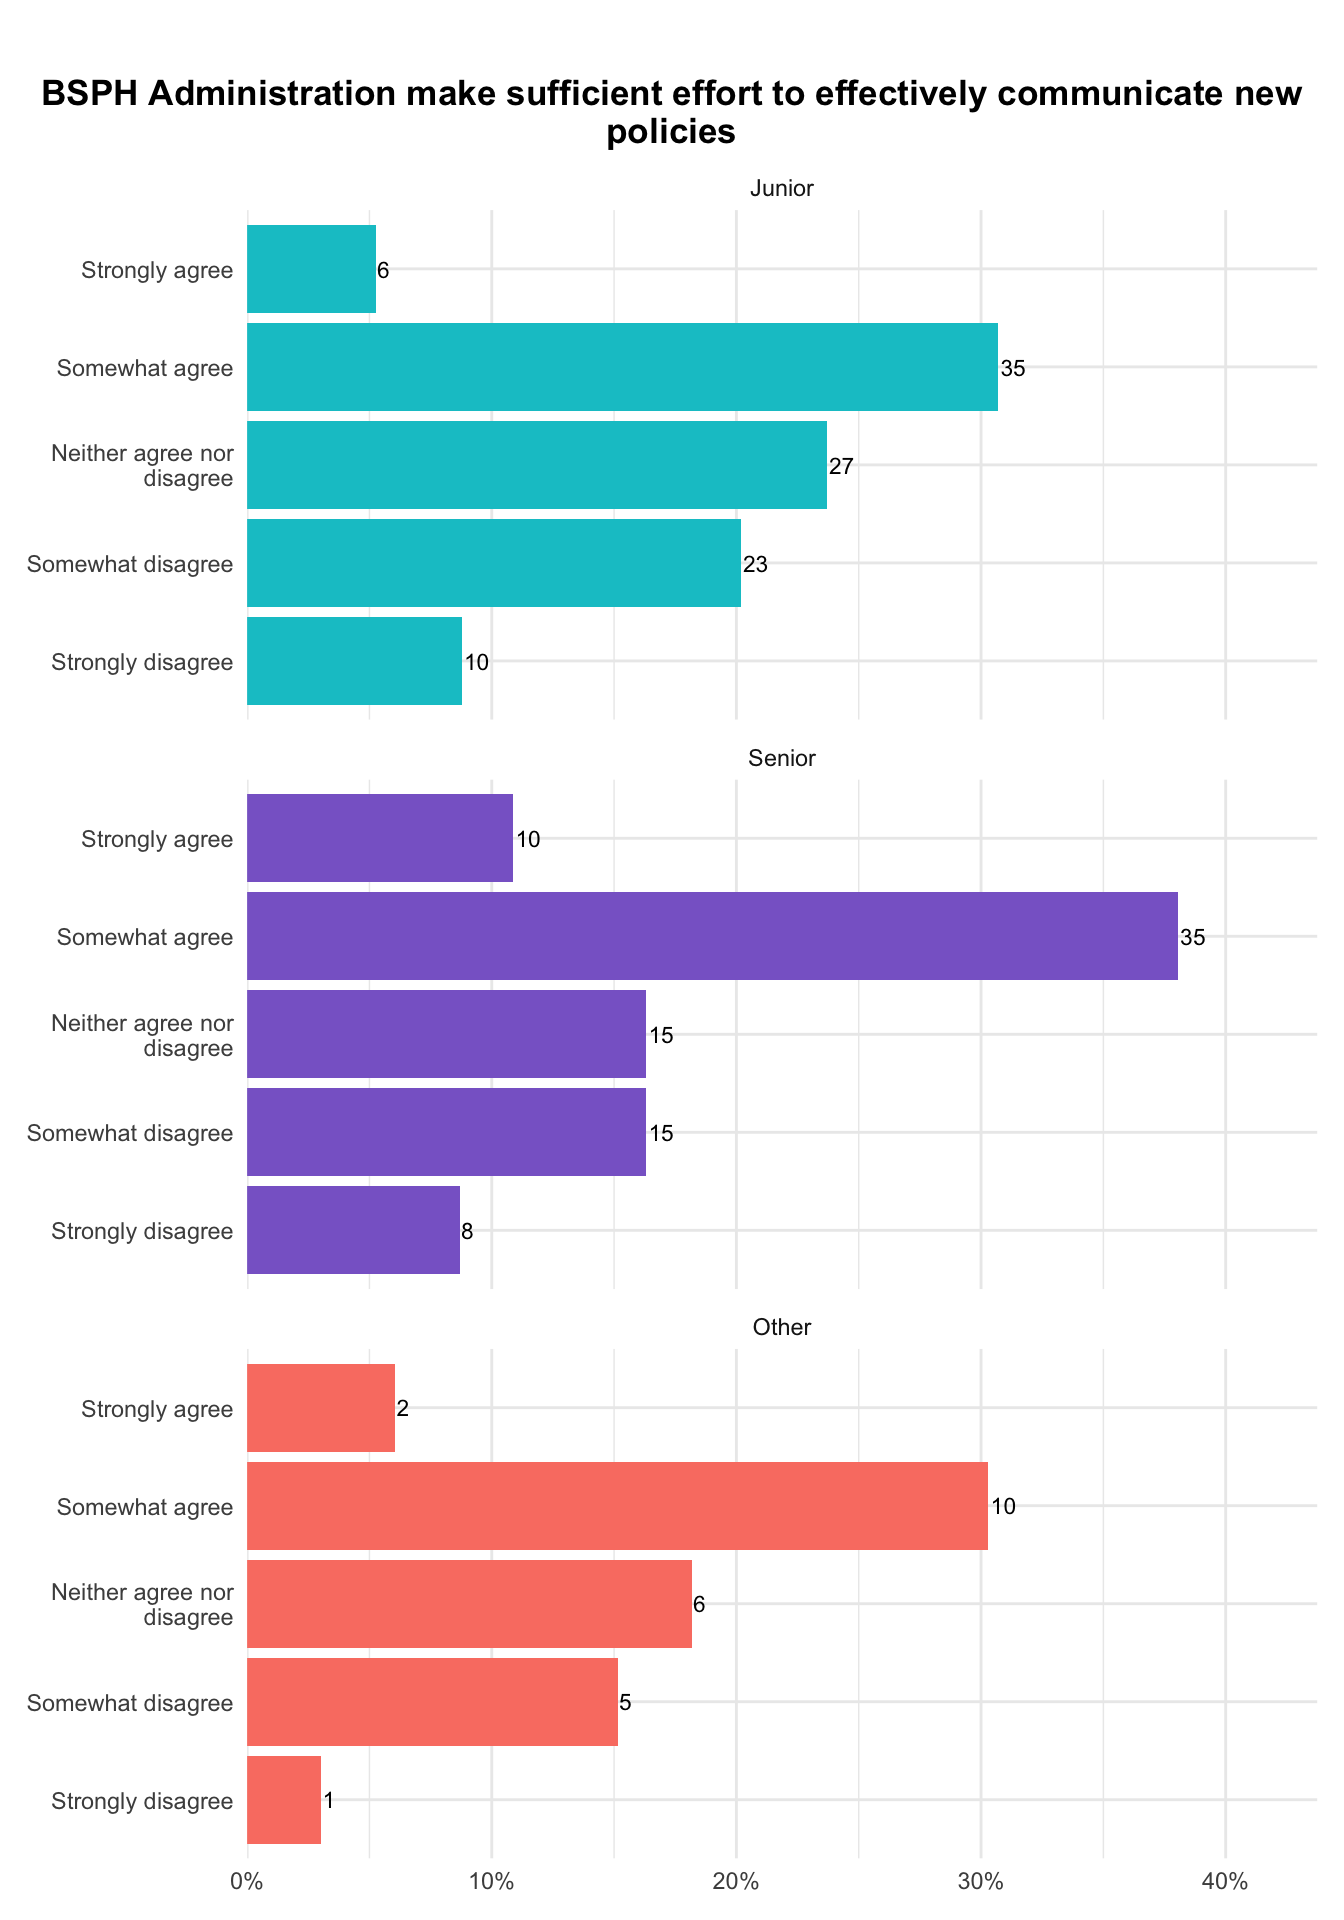 BSPH Administration make sufficient effort to effectively communicate new
policies
Junior
Strongly agree
6
Somewhat agree
35
Neither agree nor
disagree
27
Somewhat disagree
23
Strongly disagree
10
Senior
Strongly agree
10
Somewhat agree
35
Neither agree nor
disagree
15
Somewhat disagree
15
Strongly disagree
8
Other
Strongly agree
2
Somewhat agree
10
Neither agree nor
disagree
6
Somewhat disagree
5
Strongly disagree
1
0% 10% 20% 30% 40%